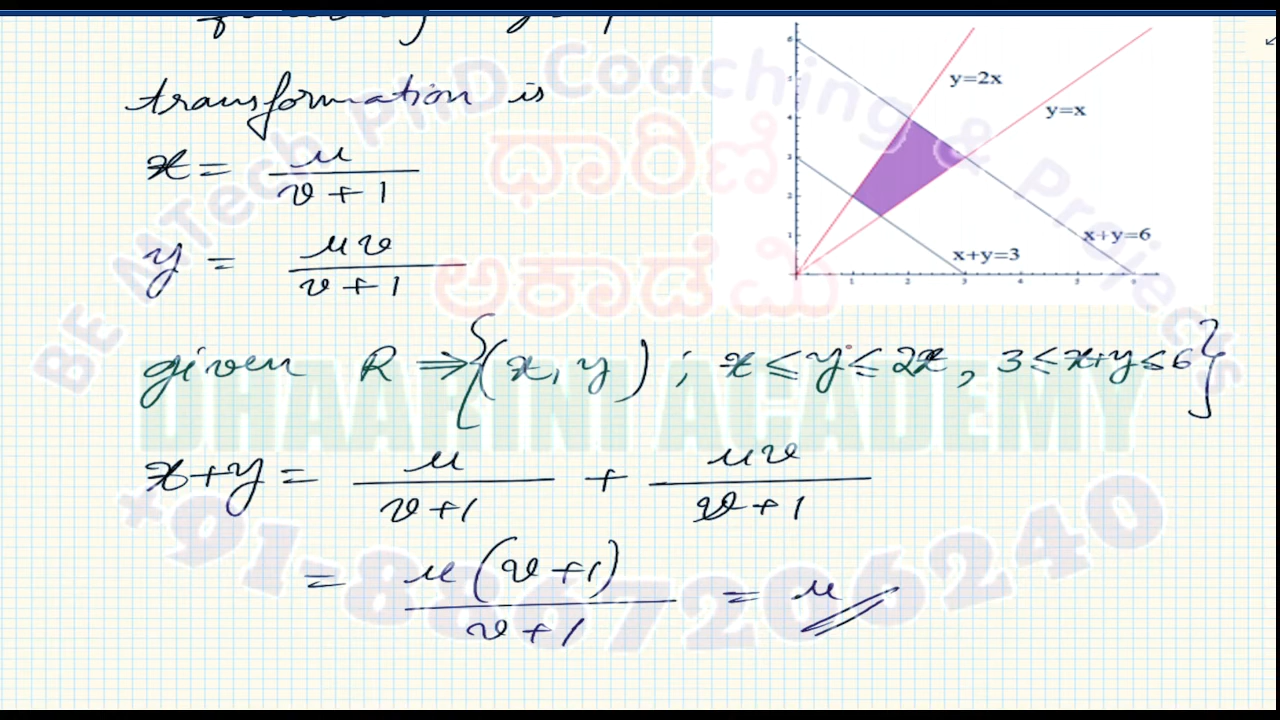 transformation is
x = u / v + 1
y = uv / v + 1
given R ⇒ {(x, y) ; x ≤ y ≤ 2x, 3 ≤ x+y ≤ 6}
x+y = u / v+1 + uv / v+1
= u (v+1) / v+1 = u
y=2x
y=x
x+y=6
x+y=3
6
5
4
3
2
1
1 2 3 4 5 6
BE MTech PhD Coaching & Projects
ಧಾರಿಣಿ
ಅಕಾಡಮಿ
DHAARINI ACADEMY
+91-8867206240